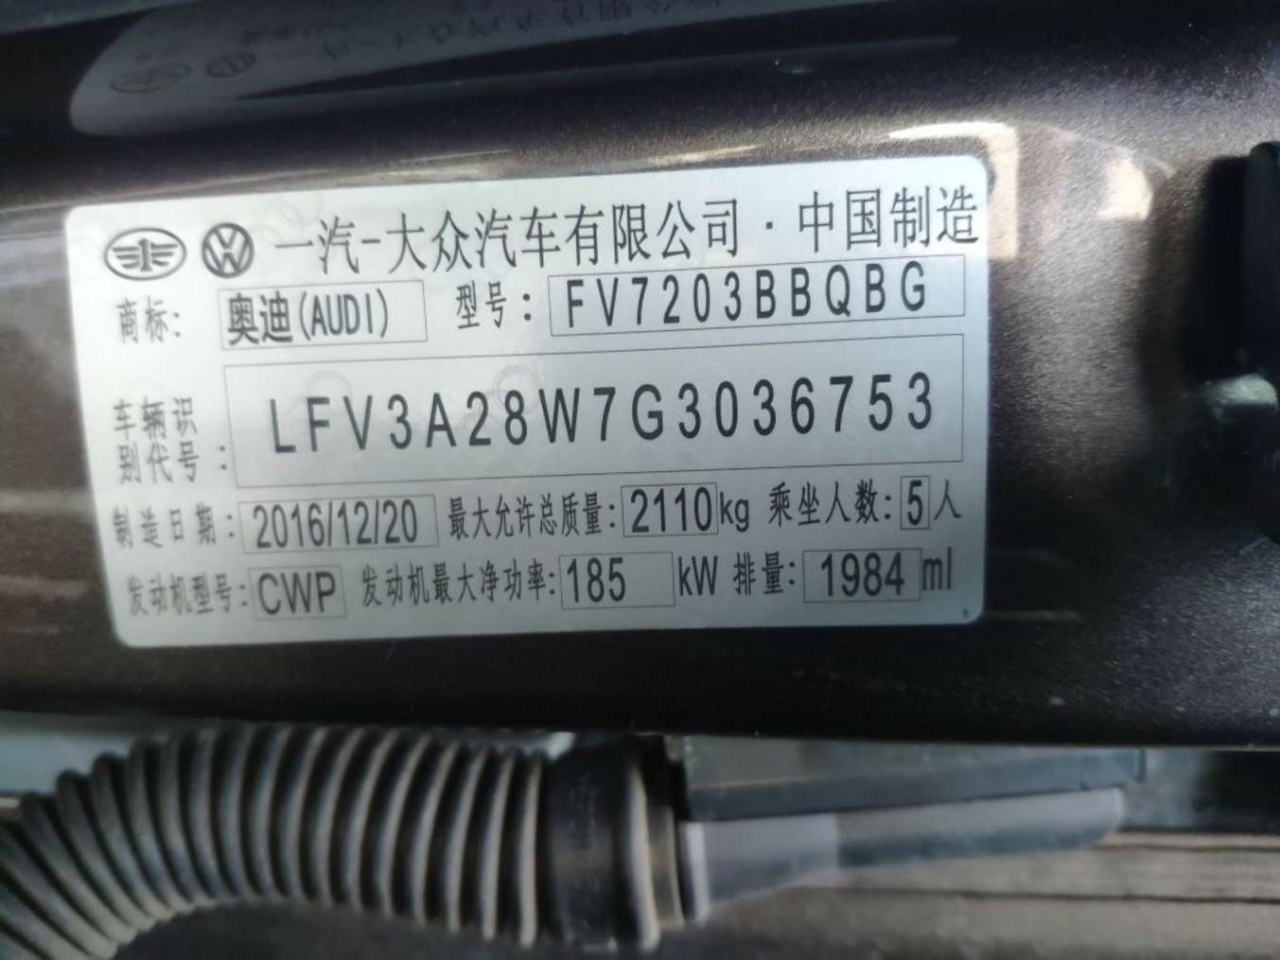 一汽-大众汽车有限公司·中国制造
商标: 奥迪(AUDI) 型号: FV7203BBQBG
车辆识别代号: LFV3A28W7G3036753
制造日期: 2016/12/20 最大允许总质量: 2110kg 乘坐人数: 5人
发动机型号: CWP 发动机最大净功率: 185 kW 排量: 1984 ml